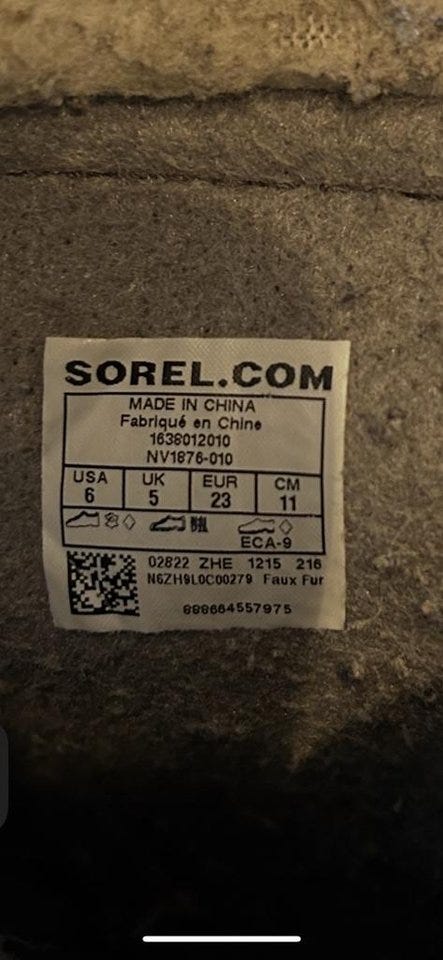 SOREL.COM
MADE IN CHINA
Fabriqué en Chine
1638012010
NV1876-010
USA UK EUR CM
6 5 23 11
ECA-9
02822 ZHE 1215 216
N6ZH9L0C00279 Faux Fur
888664557975